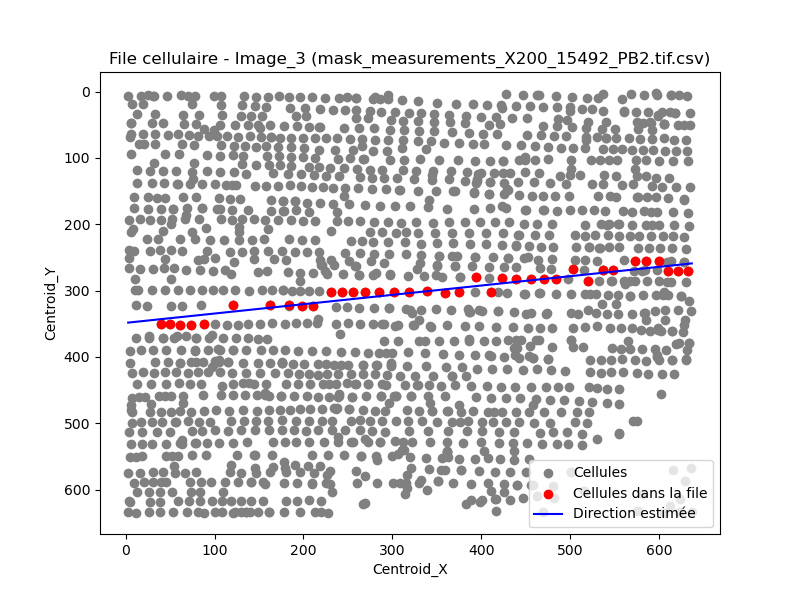 File cellulaire - Image_3 (mask_measurements_X200_15492_PB2.tif.csv)
Centroid_Y
0
100
200
300
400
500
600
0 100 200 300 400 500 600
Centroid_X
Cellules
Cellules dans la file
Direction estimée